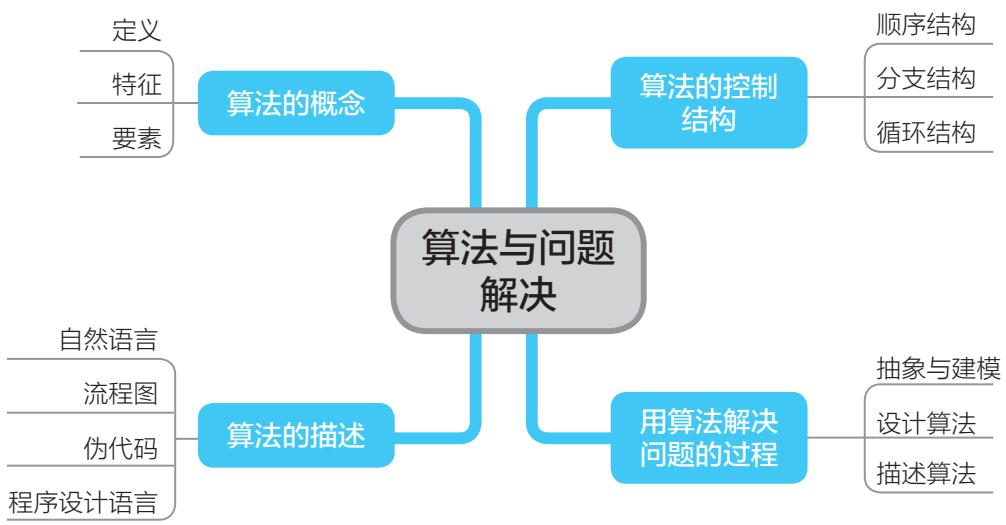 定义
特征
要素
算法的概念
算法的控制
结构
顺序结构
分支结构
循环结构
算法与问题
解决
自然语言
流程图
伪代码
程序设计语言
算法的描述
用算法解决
问题的过程
抽象与建模
设计算法
描述算法